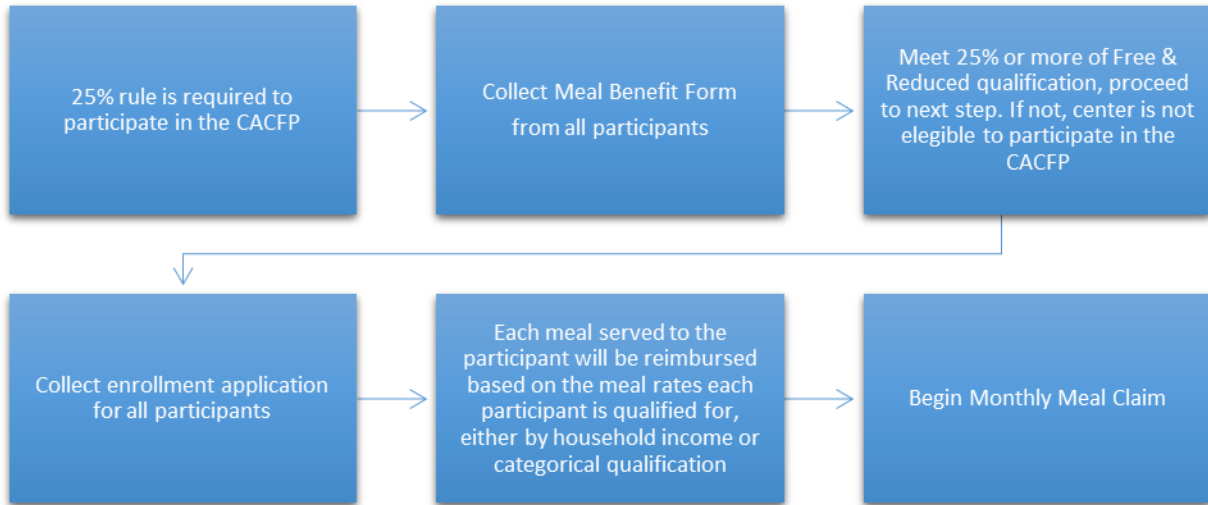 25% rule is required to
participate in the CACFP
Collect Meal Benefit Form
from all participants
Meet 25% or more of Free &
Reduced qualification, proceed
to next step. If not, center is not
elegible to participate in the
CACFP
Collect enrollment application
for all participants
Each meal served to the
participant will be reimbursed
based on the meal rates each
participant is qualified for,
either by household income or
categorical qualification
Begin Monthly Meal Claim